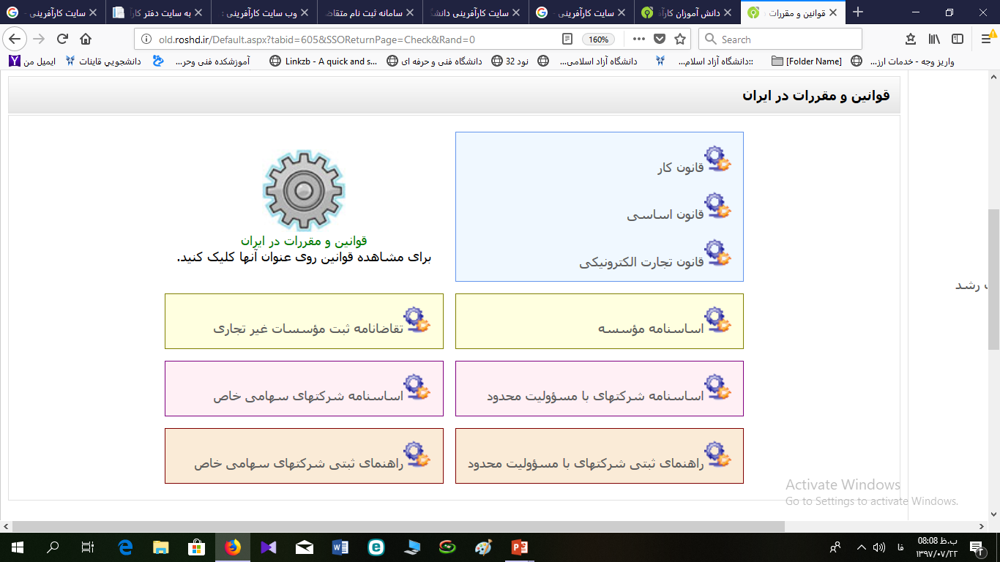 سایت کارآفرینی -
به سایت دفتر کارآ
وب سایت کارآفرینی :
سامانه ثبت نام متقاضـ
سایت کارآفرینی دانشگ
سایت کارآفرینی -
دانش آموزان کارآفـ
قوانین و مقررات د
old.roshd.ir/Default.aspx?tabid=605&SSOReturnPage=Check&Rand=0
160%
Search
ایمیل من
دانشجویي قاینات
آموزشکده فنی وحر...
Linkzb - A quick and s...
دانشگاه فنی و حرفه ای
نود 32
دانشگاه آزاد اسلامی...
::دانشگاه آزاد اسلام...
[Folder Name]
واریز وجه - خدمات ارز...
قوانین و مقررات در ایران
قانون کار
قانون اساسی
قانون تجارت الکترونیکی
قوانین و مقررات در ایران
برای مشاهده قوانین روی عنوان آنها کلیک کنید.
ت رشد
اساسنامه مؤسسه
تقاضانامه ثبت مؤسسات غیر تجاری
اساسنامه شرکتهای با مسؤولیت محدود
اساسنامه شرکتهای سهامی خاص
راهنمای ثبتی شرکتهای با مسؤولیت محدود
راهنمای ثبتی شرکتهای سهامی خاص
Activate Windows
Go to Settings to activate Windows.
فا
08:08 ب.ظ
۱۳۹۷/۰۷/۲۲